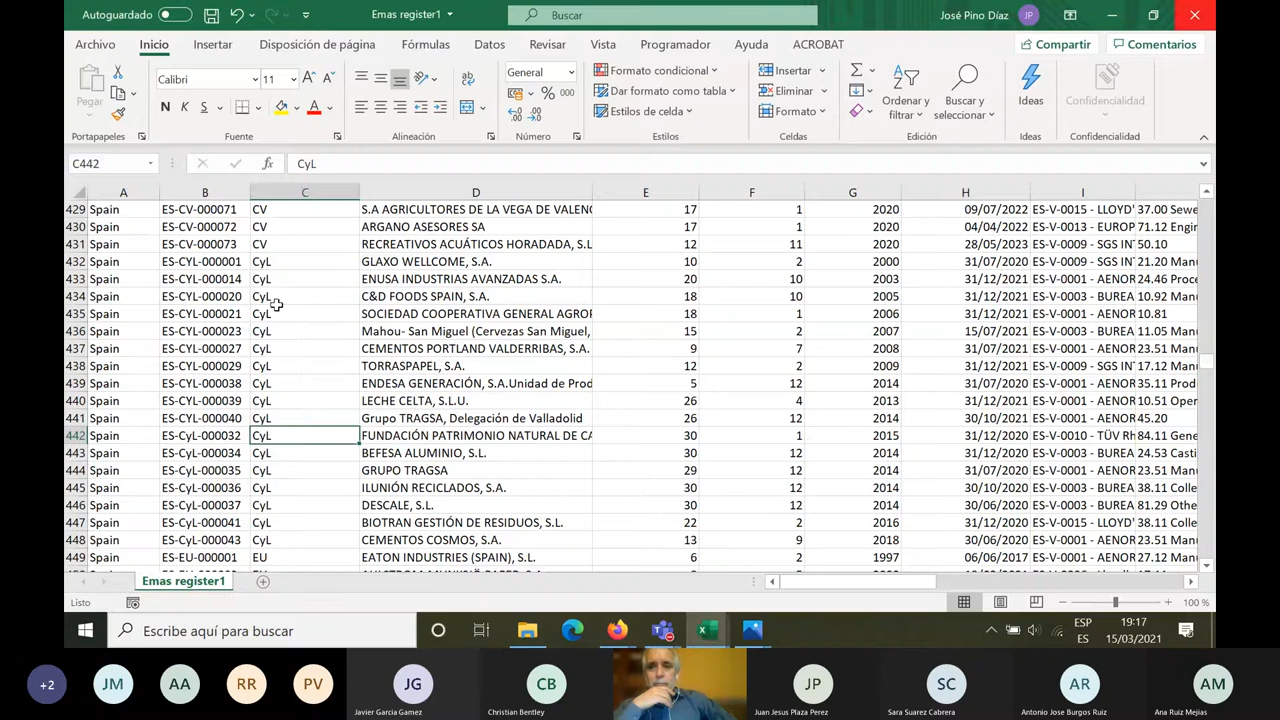 Autoguardado
Emas register1
Buscar
José Pino Díaz
JP
Archivo
Inicio
Insertar
Disposición de página
Fórmulas
Datos
Revisar
Vista
Programador
Ayuda
ACROBAT
Compartir
Comentarios
Pegar
Calibri
11
N K S
General
% 000
Formato condicional
Dar formato como tabla
Estilos de celda
Insertar
Eliminar
Formato
Ordenar y filtrar
Buscar y seleccionar
Ideas
Confidencialidad
Portapapeles
Fuente
Alineación
Número
Estilos
Celdas
Edición
Ideas
Confidencialidad
C442
fx
CyL
A B C D E F G H I
429 Spain ES-CV-000071 CV S.A AGRICULTORES DE LA VEGA DE VALENC 17 1 2020 09/07/2022 ES-V-0015 - LLOYD' 37.00 Sewe
430 Spain ES-CV-000072 CV ARGANO ASESORES SA 17 1 2020 04/04/2022 ES-V-0013 - EUROP 71.12 Engin
431 Spain ES-CV-000073 CV RECREATIVOS ACUÁTICOS HORADADA, S.L 12 11 2020 28/05/2023 ES-V-0009 - SGS IN 50.10
432 Spain ES-CYL-000001 CyL GLAXO WELLCOME, S.A. 10 2 2000 31/07/2020 ES-V-0009 - SGS IN 21.20 Manu
433 Spain ES-CYL-000014 CyL ENUSA INDUSTRIAS AVANZADAS S.A. 20 10 2003 31/12/2021 ES-V-0001 - AENOR 24.46 Proce
434 Spain ES-CYL-000020 CyL C&D FOODS SPAIN, S.A. 18 10 2005 31/12/2021 ES-V-0003 - BUREA 10.92 Manu
435 Spain ES-CYL-000021 CyL SOCIEDAD COOPERATIVA GENERAL AGROP 18 1 2006 31/12/2021 ES-V-0001 - AENOR 10.81
436 Spain ES-CYL-000023 CyL Mahou- San Miguel (Cervezas San Miguel, 15 2 2007 15/07/2021 ES-V-0003 - BUREA 11.05 Manu
437 Spain ES-CYL-000027 CyL CEMENTOS PORTLAND VALDERRIBAS, S.A. 9 7 2008 31/12/2021 ES-V-0001 - AENOR 23.51 Manu
438 Spain ES-CYL-000029 CyL TORRASPAPEL, S.A. 12 2 2009 31/12/2021 ES-V-0009 - SGS IN 17.12 Manu
439 Spain ES-CYL-000038 CyL ENDESA GENERACIÓN, S.A.Unidad de Prod 5 12 2014 31/07/2020 ES-V-0001 - AENOR 35.11 Prod
440 Spain ES-CYL-000039 CyL LECHE CELTA, S.L.U. 26 4 2013 31/12/2021 ES-V-0001 - AENOR 10.51 Oper
441 Spain ES-CYL-000040 CyL Grupo TRAGSA, Delegación de Valladolid 26 12 2014 30/10/2021 ES-V-0001 - AENOR 45.20
442 Spain ES-CyL-000032 CyL FUNDACIÓN PATRIMONIO NATURAL DE CA 30 1 2015 31/12/2020 ES-V-0010 - TÜV Rh 84.11 Gene
443 Spain ES-CyL-000034 CyL BEFESA ALUMINIO, S.L. 30 12 2014 31/12/2020 ES-V-0003 - BUREA 24.53 Casti
444 Spain ES-CyL-000035 CyL GRUPO TRAGSA 29 12 2014 31/07/2020 ES-V-0001 - AENOR 23.51 Manu
445 Spain ES-CyL-000036 CyL ILUNIÓN RECICLADOS, S.A. 30 12 2014 30/10/2020 ES-V-0003 - BUREA 38.11 Colle
446 Spain ES-CyL-000037 CyL DESCALE, S.L. 30 12 2014 30/06/2020 ES-V-0003 - BUREA 81.29 Othe
447 Spain ES-CyL-000041 CyL BIOTRAN GESTIÓN DE RESIDUOS, S.L. 22 2 2016 31/12/2020 ES-V-0015 - LLOYD' 38.11 Colle
448 Spain ES-CyL-000043 CyL CEMENTOS COSMOS, S.A. 13 9 2018 30/06/2020 ES-V-0001 - AENOR 23.51 Manu
449 Spain ES-EU-000001 EU EATON INDUSTRIES (SPAIN), S.L. 6 2 1997 06/06/2017 ES-V-0001 - AENOR 27.12 Manu
Emas register1
Listo
100 %
Escribe aquí para buscar
ESP
ES
19:17
15/03/2021
+2
JM
AA
RR
PV
JG
Javier Garcia Gamez
CB
Christian Bentley
JP
Juan Jesus Plaza Perez
SC
Sara Suarez Cabrera
AR
Antonio Jose Burgos Ruiz
AM
Ana Ruiz Mejias